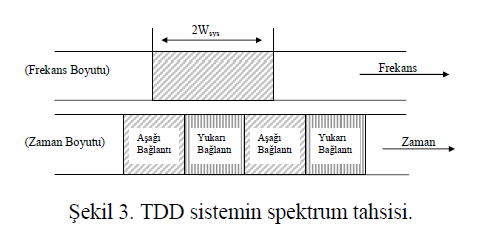 2Wsys
(Frekans Boyutu)
Frekans
(Zaman Boyutu)
Aşağı
Bağlantı
Yukarı
Bağlantı
Aşağı
Bağlantı
Yukarı
Bağlantı
Zaman
Şekil 3. TDD sistemin spektrum tahsisi.